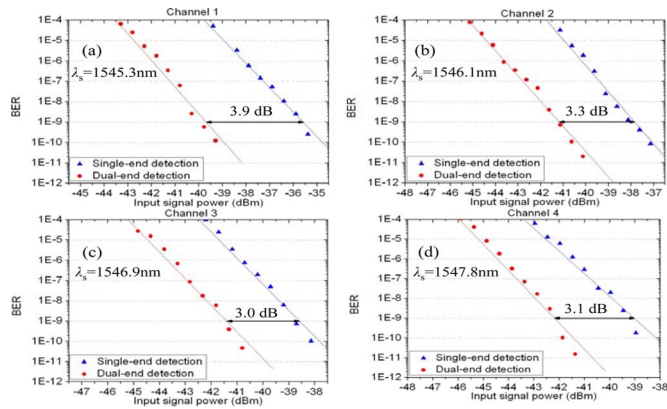 Channel 1
1E-4
1E-5
1E-6
1E-7
1E-8
1E-9
1E-10
1E-11
1E-12
BER
(a)
λs=1545.3nm
3.9 dB
Single-end detection
Dual-end detection
-44 -43 -42 -41 -40 -39 -38 -37 -36 -35
Input signal power (dBm)
Channel 2
1E-4
1E-5
1E-6
1E-7
1E-8
1E-9
1E-10
1E-11
1E-12
BER
(b)
λs=1546.1nm
3.3 dB
Single-end detection
Dual-end detection
-47 -46 -45 -44 -43 -42 -41 -40 -39 -38 -37
Input signal power (dBm)
Channel 3
1E-4
1E-5
1E-6
1E-7
1E-8
1E-9
1E-10
1E-11
1E-12
BER
(c)
λs=1546.9nm
3.0 dB
Single-end detection
Dual-end detection
-47 -46 -45 -44 -43 -42 -41 -40 -39 -38
Input signal power (dBm)
Channel 4
1E-4
1E-5
1E-6
1E-7
1E-8
1E-9
1E-10
1E-11
1E-12
BER
(d)
λs=1547.8nm
3.1 dB
Single-end detection
Dual-end detection
-48 -47 -46 -45 -44 -43 -42 -41 -40 -39 -38
Input signal power (dBm)